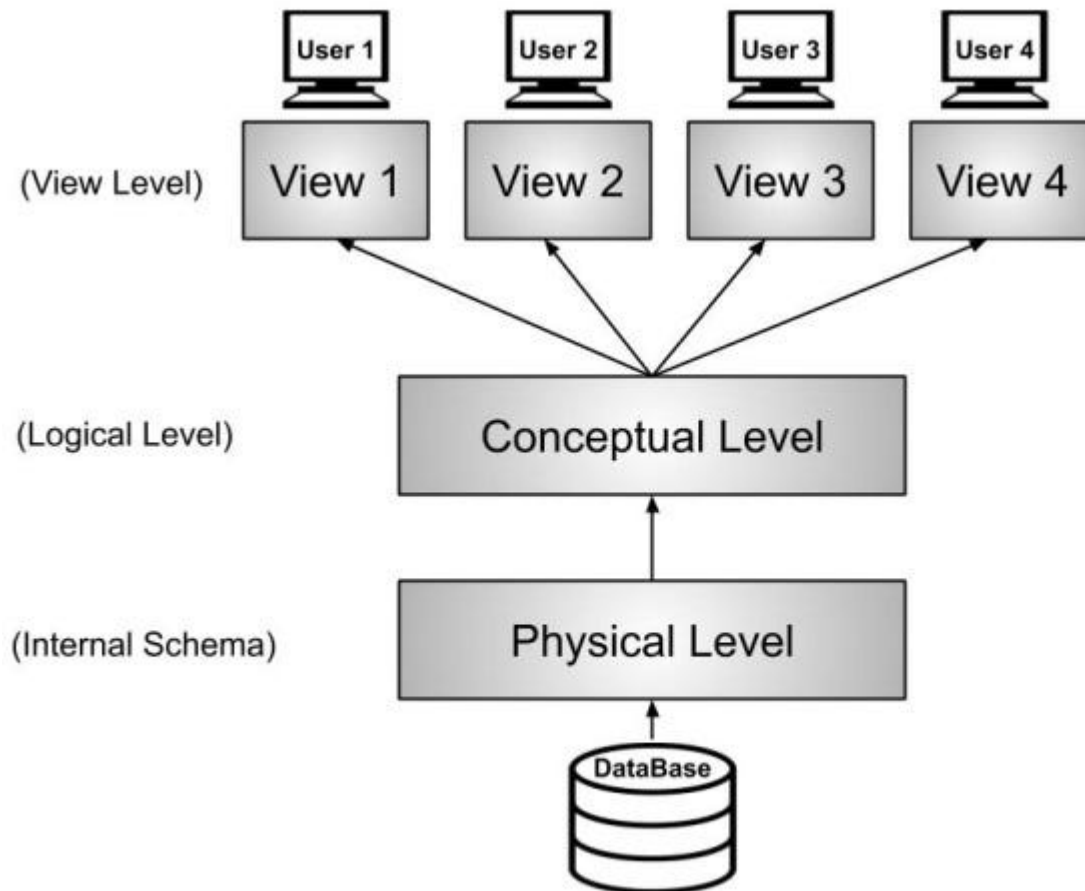 User 1
User 2
User 3
User 4
(View Level)
View 1
View 2
View 3
View 4
(Logical Level)
Conceptual Level
(Internal Schema)
Physical Level
DataBase